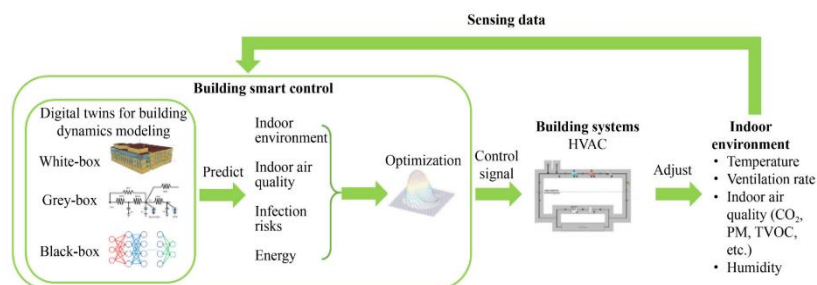 Sensing data
Building smart control
Digital twins for building
dynamics modeling
White-box
Grey-box
Black-box
Predict
Indoor
environment
Indoor air
quality
Infection
risks
Energy
Optimization
Control
signal
Building systems
HVAC
Adjust
Indoor
environment
• Temperature
• Ventilation rate
• Indoor air
quality (CO₂,
PM, TVOC,
etc.)
• Humidity